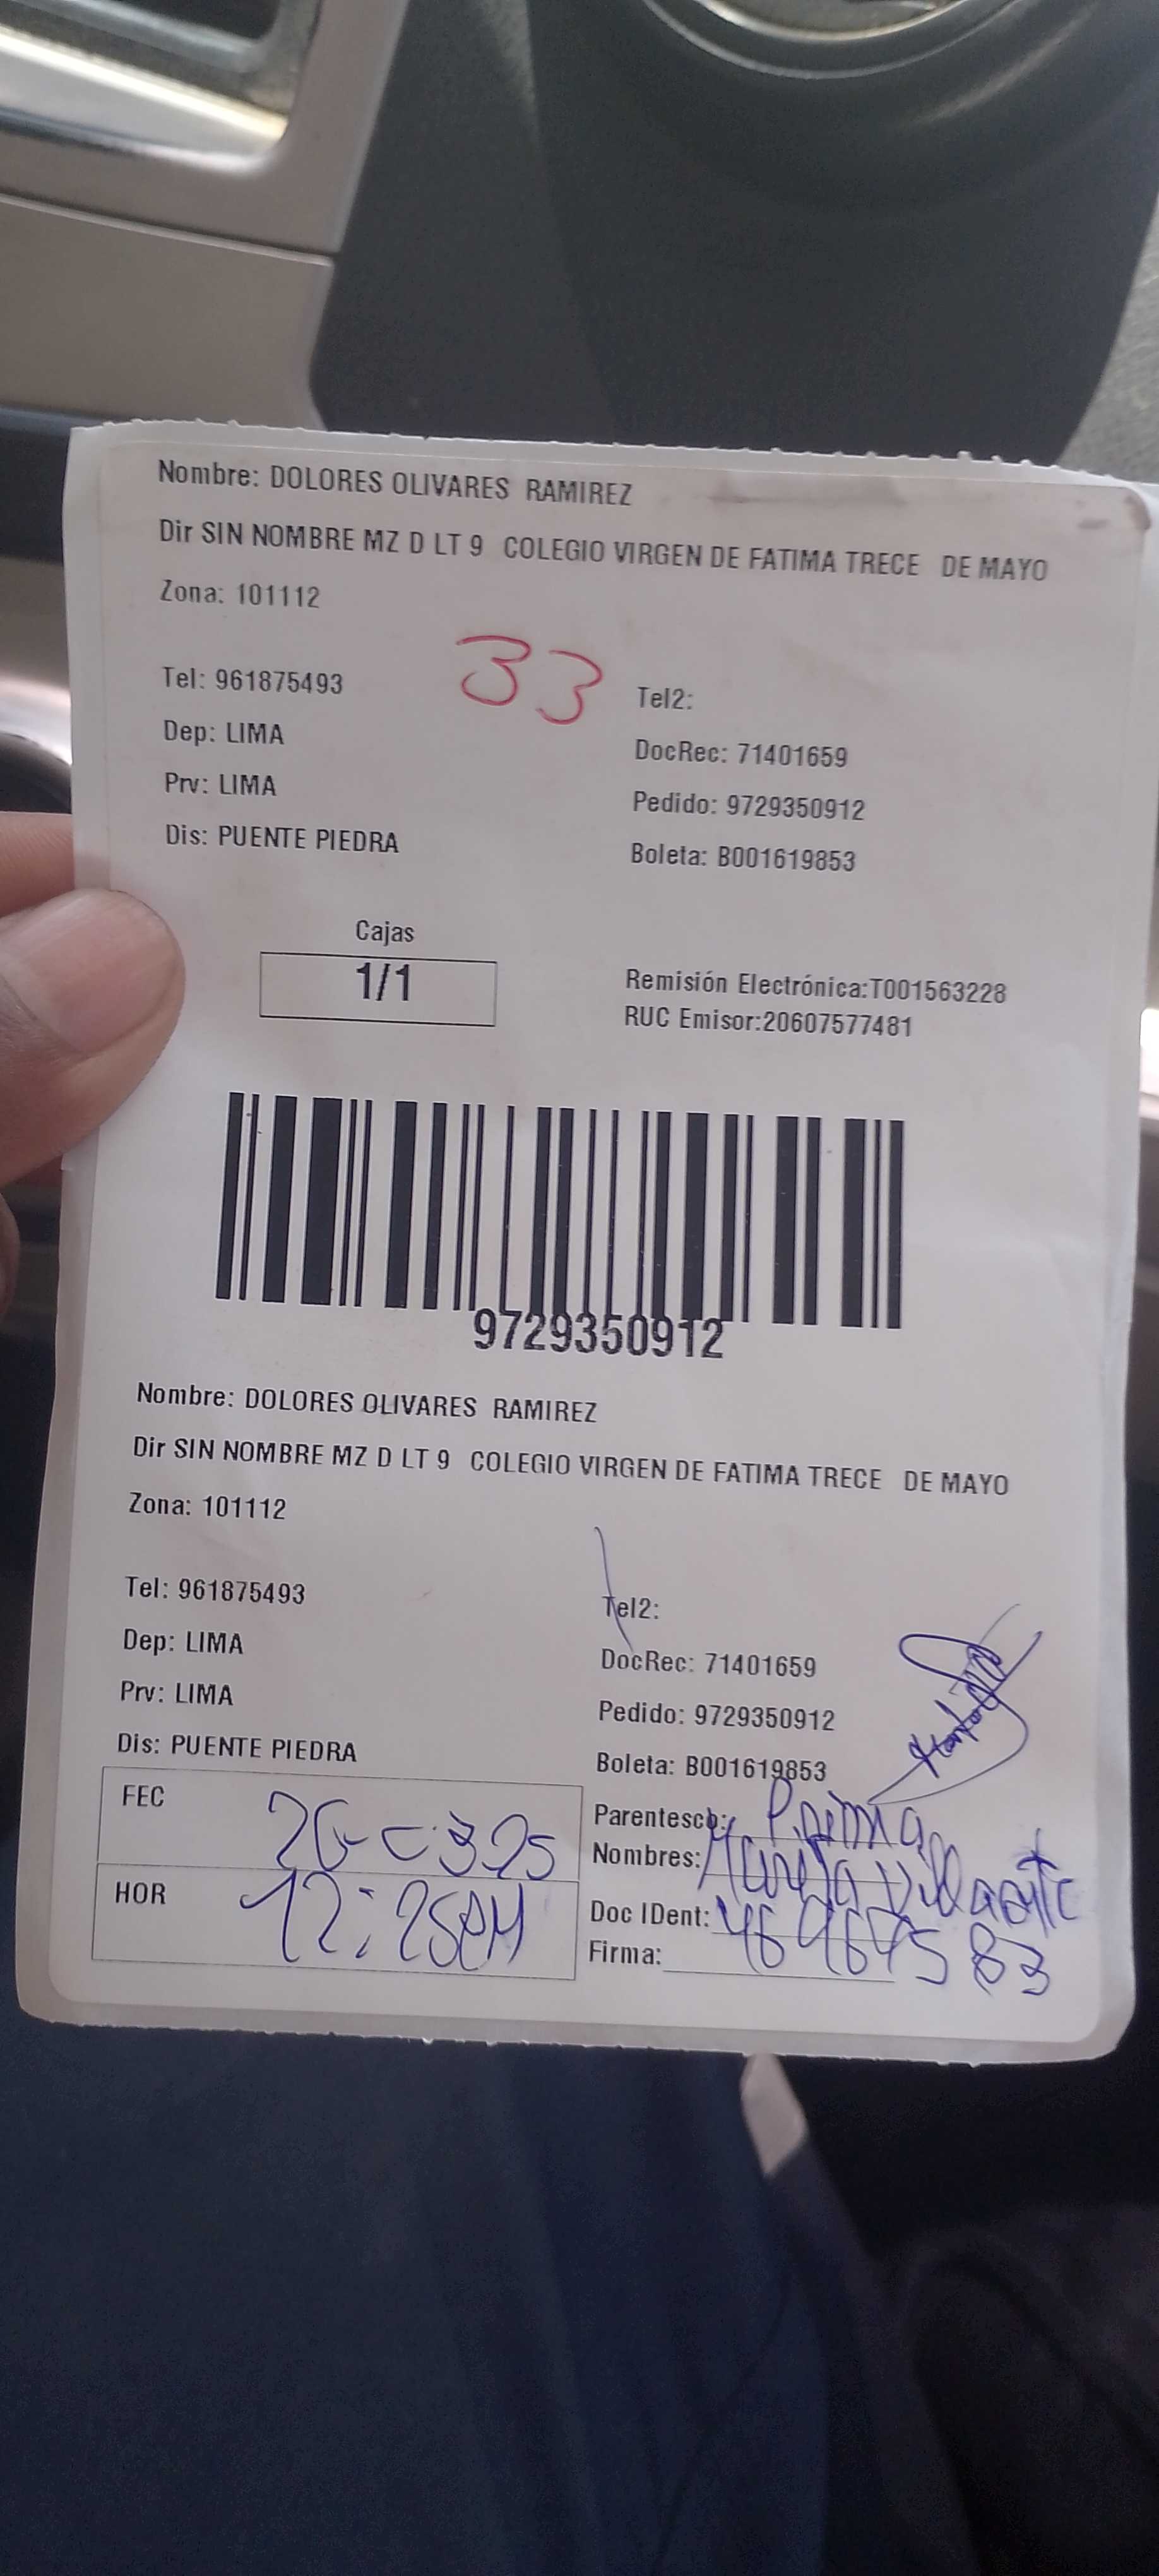 Nombre: DOLORES OLIVARES RAMIREZ
Dir SIN NOMBRE MZ D LT 9 COLEGIO VIRGEN DE FATIMA TRECE DE MAYO
Zona: 101112
33
Tel: 961875493 Tel2:
Dep: LIMA DocRec: 71401659
Prv: LIMA Pedido: 9729350912
Dis: PUENTE PIEDRA Boleta: B001619853
Cajas
1/1
Remisión Electrónica:T001563228
RUC Emisor:20607577481
9729350912
Nombre: DOLORES OLIVARES RAMIREZ
Dir SIN NOMBRE MZ D LT 9 COLEGIO VIRGEN DE FATIMA TRECE DE MAYO
Zona: 101112
Tel: 961875493 Tel2:
Dep: LIMA DocRec: 71401659
Prv: LIMA Pedido: 9729350912
Dis: PUENTE PIEDRA Boleta: B001619853
FEC
Parentesco: Prima
Nombres:
HOR 12:25PM
Doc IDent:
Firma: